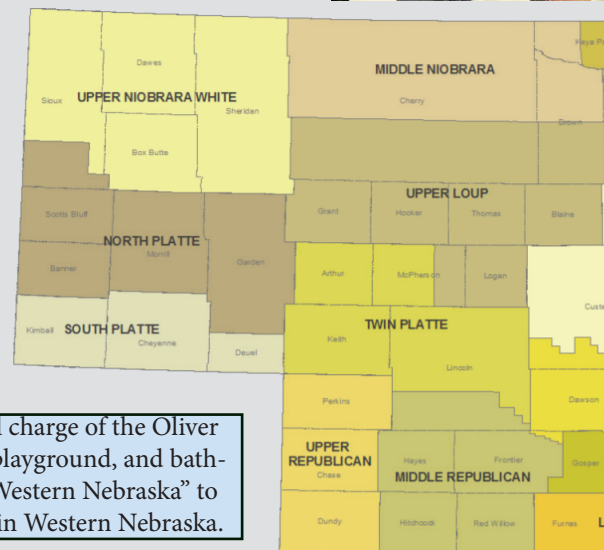 Keya Pa
Dawes
MIDDLE NIOBRARA
Sioux
UPPER NIOBRARA WHITE
Cherry
Sheridan
Brown
Box Butte
UPPER LOUP
Scotts Bluff
Grant
Hooker
Thomas
Blaine
NORTH PLATTE
Morrill
Garden
Banner
Arthur
McPherson
Logan
Custe
Kimball
SOUTH PLATTE
Cheyenne
TWIN PLATTE
Keith
Deuel
Lincoln
Perkins
Dawson
l charge of the Oliver
playground, and bath-
Western Nebraska” to
in Western Nebraska.
UPPER
REPUBLICAN
Chase
Hayes
Frontier
Gosper
MIDDLE REPUBLICAN
Dundy
Hitchcock
Red Willow
Furnas
L